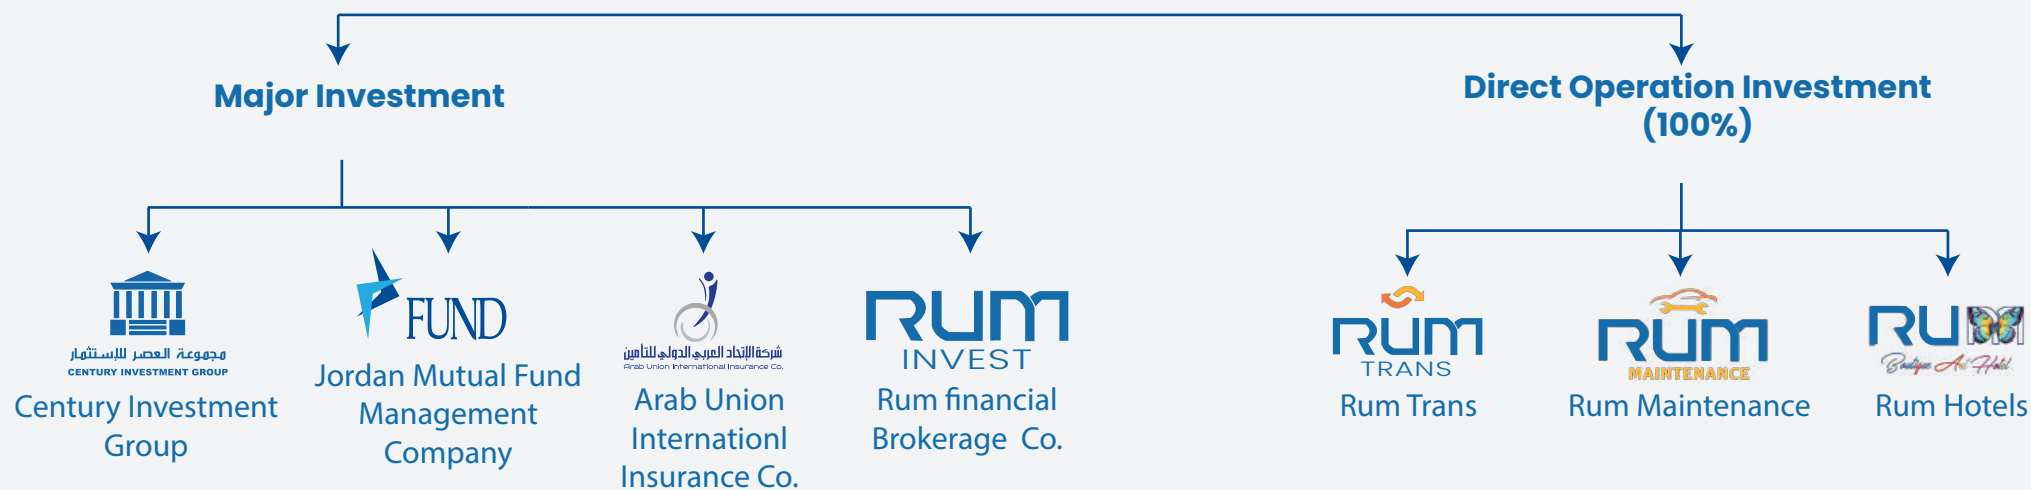 Major Investment
Direct Operation Investment
(100%)
مجموعة العصر للإستثمار
CENTURY INVESTMENT GROUP
Century Investment
Group
FUND
Jordan Mutual Fund
Management
Company
شركة الإتحاد العربي الدولي للتأمين
Arab Union International Insurance Co.
Arab Union
Internationl
Insurance Co.
RUM
INVEST
Rum financial
Brokerage Co.
RUM
TRANS
Rum Trans
RUM
MAINTENANCE
Rum Maintenance
RUM
Boutique Art Hotel
Rum Hotels